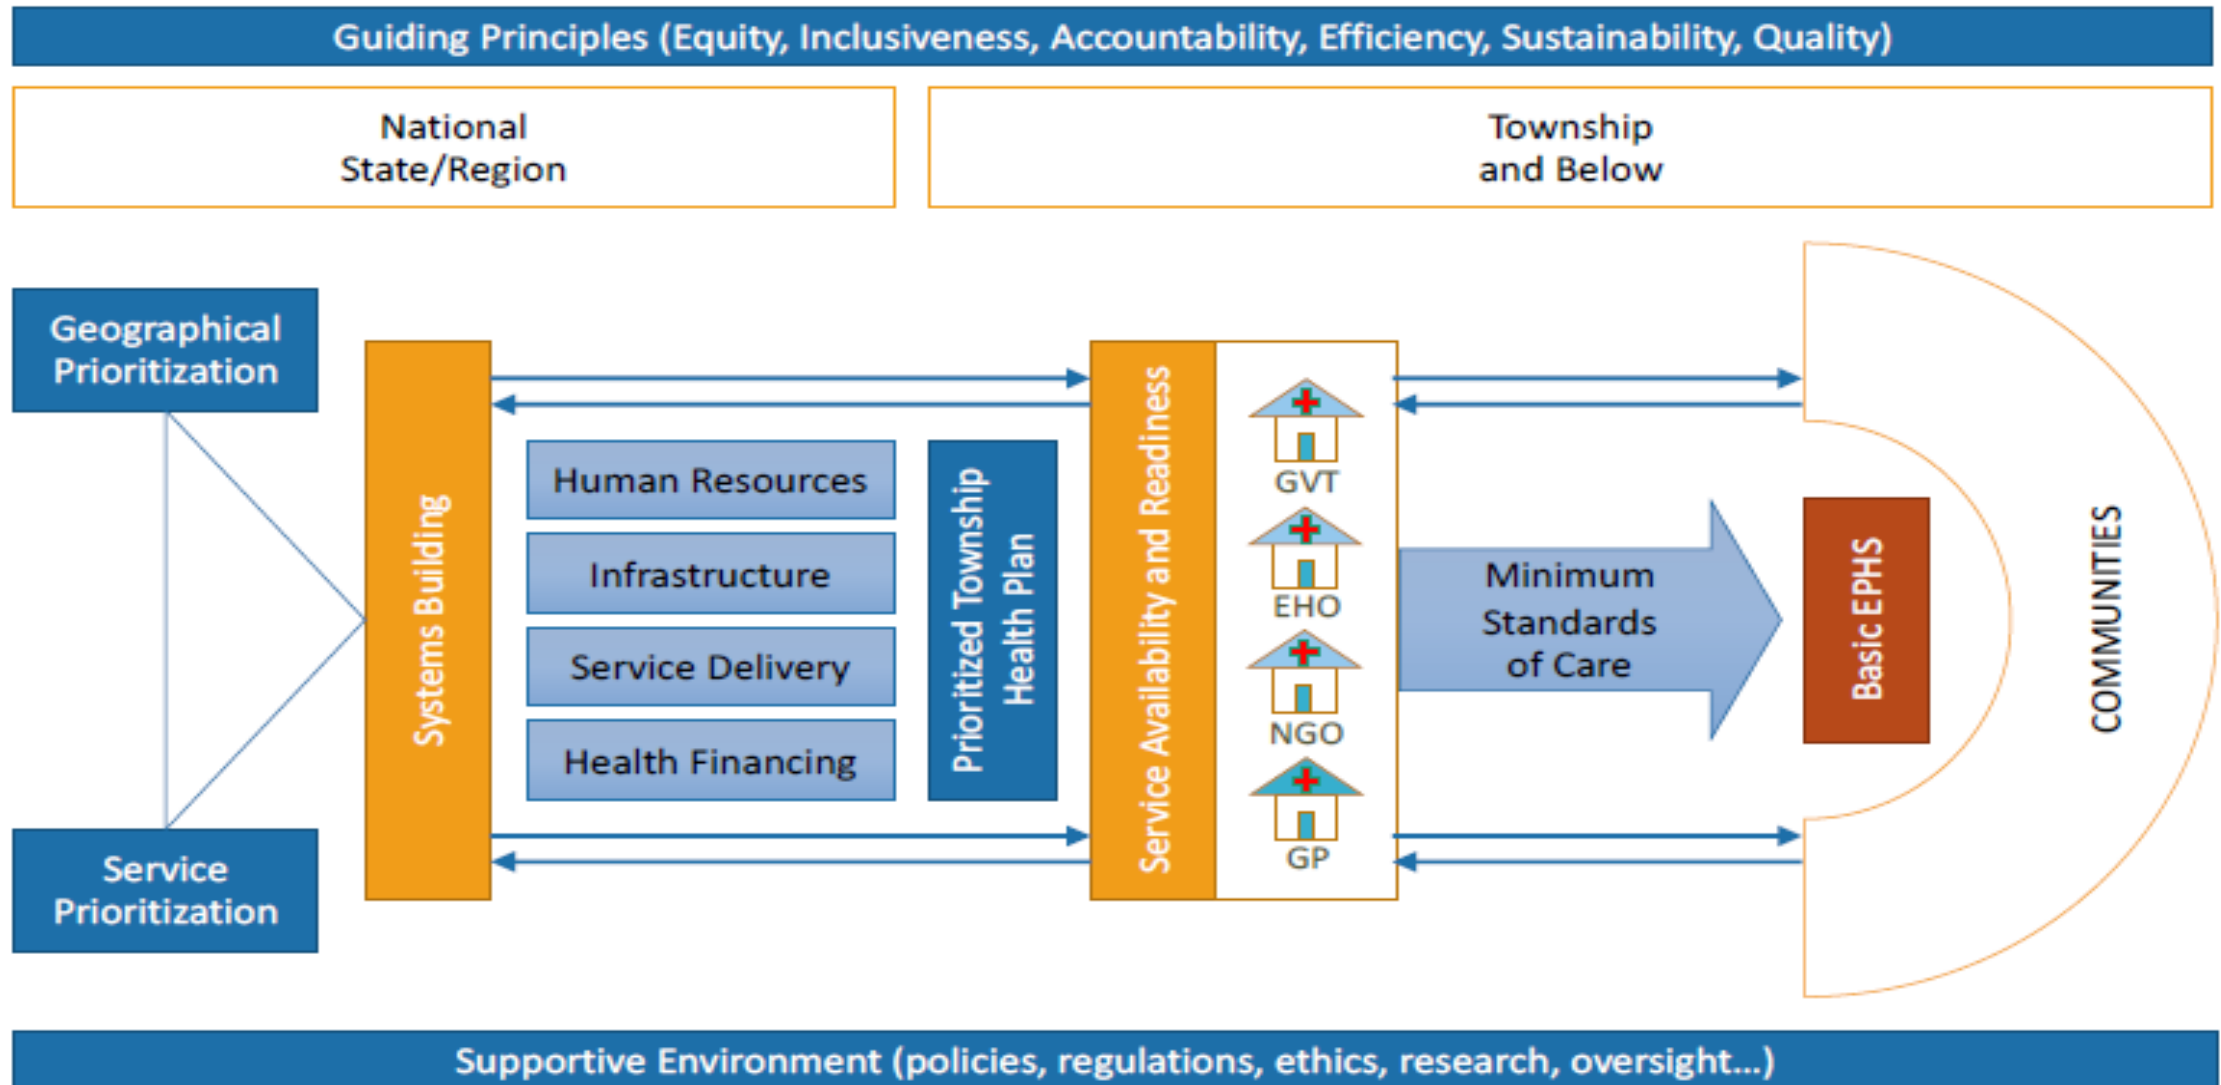 Guiding Principles (Equity, Inclusiveness, Accountability, Efficiency, Sustainability, Quality)
National
State/Region
Township
and Below
Geographical
Prioritization
Service
Prioritization
Systems Building
Human Resources
Infrastructure
Service Delivery
Health Financing
Prioritized Township
Health Plan
Service Availability and Readiness
GVT
EHO
NGO
GP
Minimum
Standards
of Care
Basic EPHS
COMMUNITIES
Supportive Environment (policies, regulations, ethics, research, oversight...)